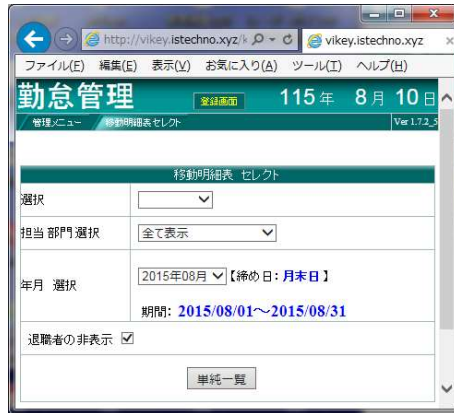 http://vikey.istechno.xyz/k
vikey.istechno.xyz
ファイル(F) 編集(E) 表示(V) お気に入り(A) ツール(T) ヘルプ(H)
勤怠管理 登録画面 115年 8月 10日
管理メニュー 移動明細表セレクト Ver 1.7.2_5
移動明細表 セレクト
選択
担当部門選択 全て表示
年月 選択 2015年08月 【締め日：月末日】
期間：2015/08/01～2015/08/31
退職者の非表示
単純一覧